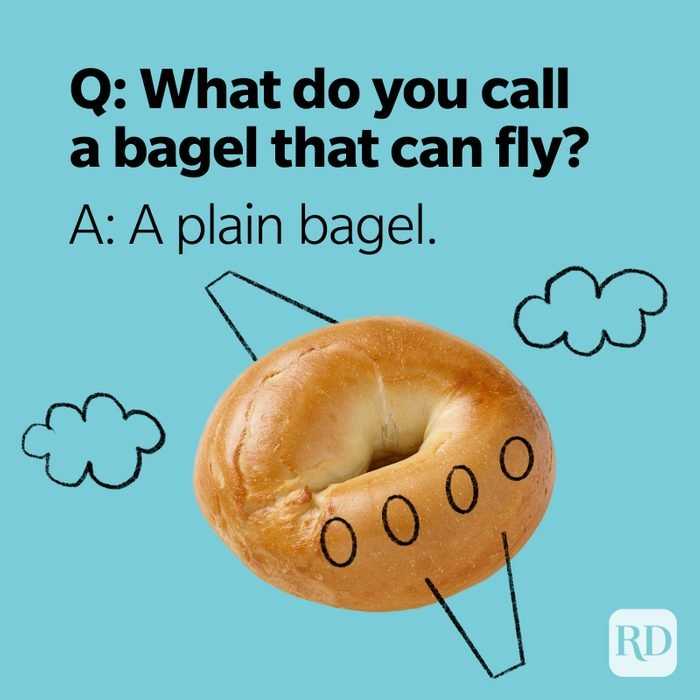 Q: What do you call
a bagel that can fly?
A: A plain bagel.
RD